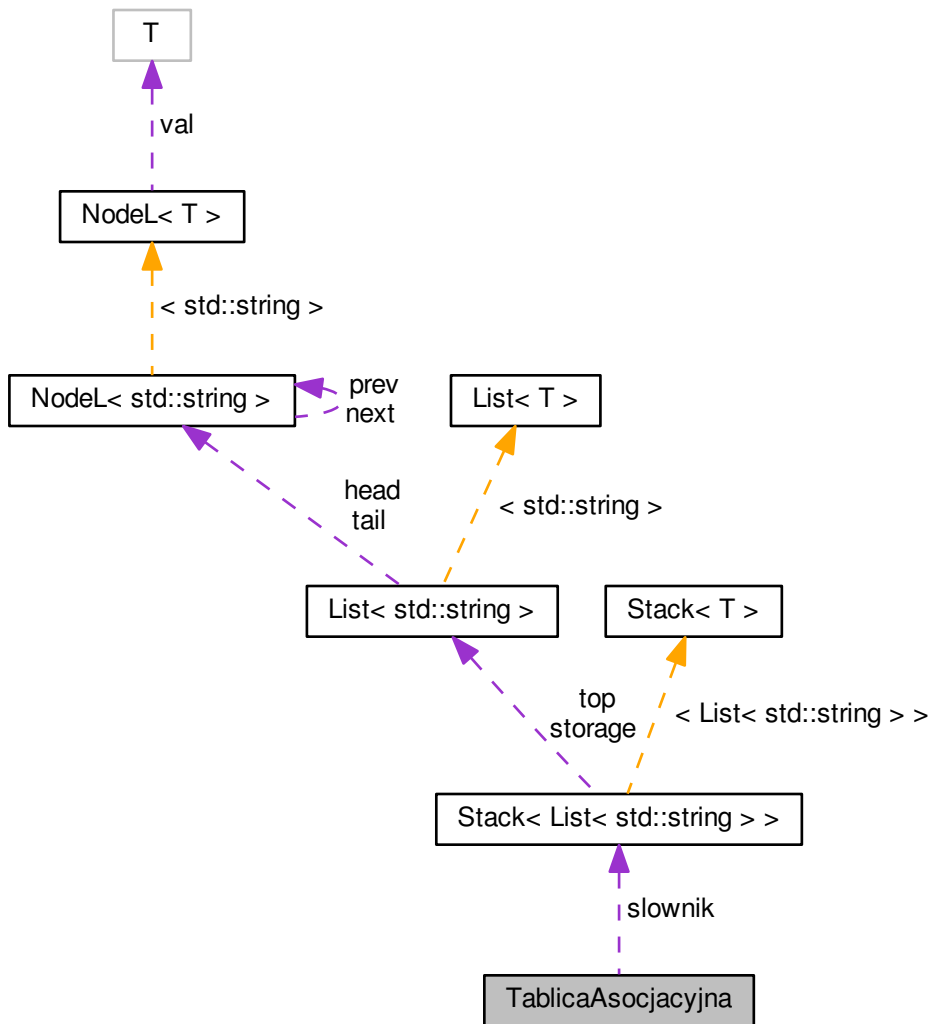 T
val
NodeL< T >
< std::string >
NodeL< std::string >
prev
next
List< T >
head
tail
< std::string >
List< std::string >
Stack< T >
top
storage
< List< std::string > >
Stack< List< std::string > >
slownik
TablicaAsocjacyjna